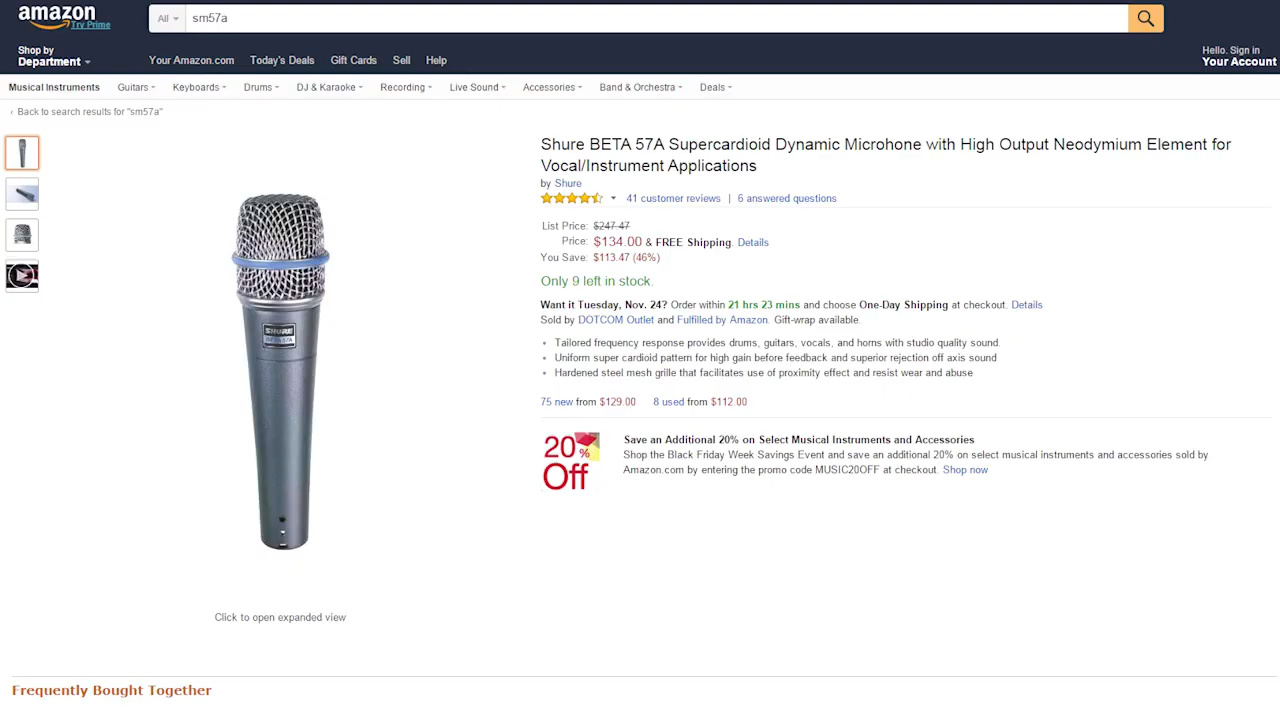 amazon
Try Prime
All
sm57a
Shop by
Department
Your Amazon.com
Today's Deals
Gift Cards
Sell
Help
Hello. Sign in
Your Account
Musical Instruments
Guitars
Keyboards
Drums
DJ & Karaoke
Recording
Live Sound
Accessories
Band & Orchestra
Deals
‹ Back to search results for "sm57a"
Shure BETA 57A Supercardioid Dynamic Microhone with High Output Neodymium Element for
Vocal/Instrument Applications
by Shure
41 customer reviews | 6 answered questions
List Price: $247.47
Price: $134.00 & FREE Shipping. Details
You Save: $113.47 (46%)
Only 9 left in stock.
Want it Tuesday, Nov. 24? Order within 21 hrs 23 mins and choose One-Day Shipping at checkout. Details
Sold by DOTCOM Outlet and Fulfilled by Amazon. Gift-wrap available.
• Tailored frequency response provides drums, guitars, vocals, and horns with studio quality sound.
• Uniform super cardioid pattern for high gain before feedback and superior rejection off axis sound
• Hardened steel mesh grille that facilitates use of proximity effect and resist wear and abuse
75 new from $129.00 8 used from $112.00
20%
Off
Save an Additional 20% on Select Musical Instruments and Accessories
Shop the Black Friday Week Savings Event and save an additional 20% on select musical instruments and accessories sold by
Amazon.com by entering the promo code MUSIC20OFF at checkout. Shop now
SHURE
BETA 57A
Click to open expanded view
Frequently Bought Together